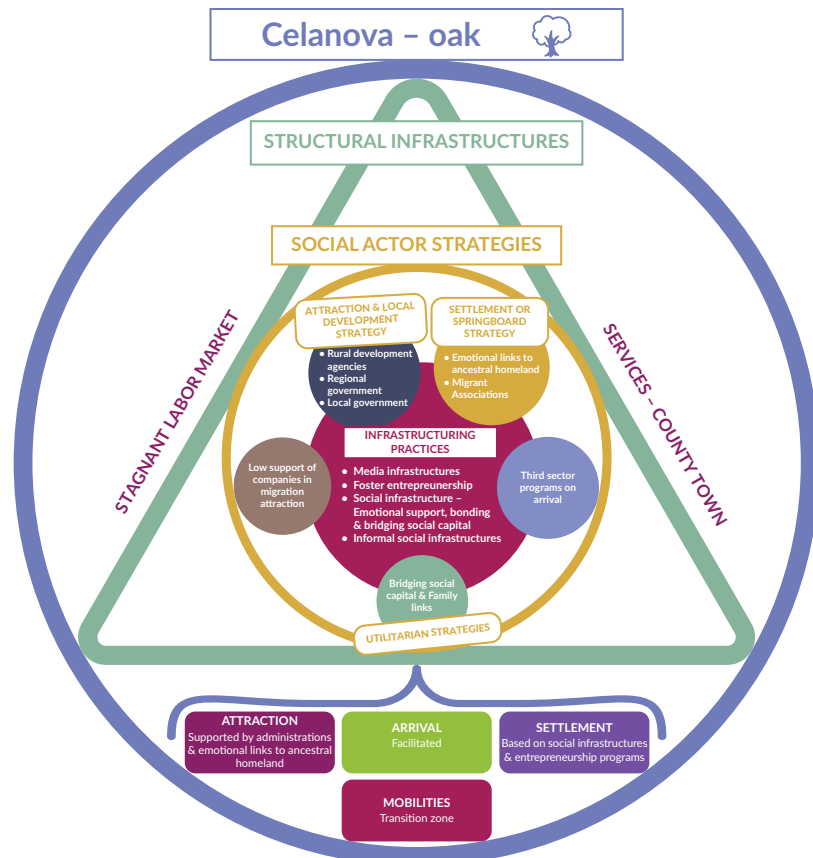 Celanova – oak
STRUCTURAL INFRASTRUCTURES
SOCIAL ACTOR STRATEGIES
ATTRACTION & LOCAL
DEVELOPMENT
STRATEGY
● Rural development
agencies
● Regional
government
● Local government
SETTLEMENT OR
SPRINGBOARD
STRATEGY
● Emotional links to
ancestral homeland
● Migrant
Associations
STAGNANT LABOR MARKET
SERVICES – COUNTY TOWN
INFRASTRUCTURING
PRACTICES
● Media infrastructures
● Foster entrepreunership
● Social infrastructure –
Emotional support, bonding
& bridging social capital
● Informal social infrastructures
Low support of
companies in
migration
attraction
Third sector
programs on
arrival
Bridging social
capital & Family
links
UTILITARIAN STRATEGIES
ATTRACTION
Supported by administrations
& emotional links to ancestral
homeland
ARRIVAL
Facilitated
SETTLEMENT
Based on social infrastructures
& entrepreneurship programs
MOBILITIES
Transition zone